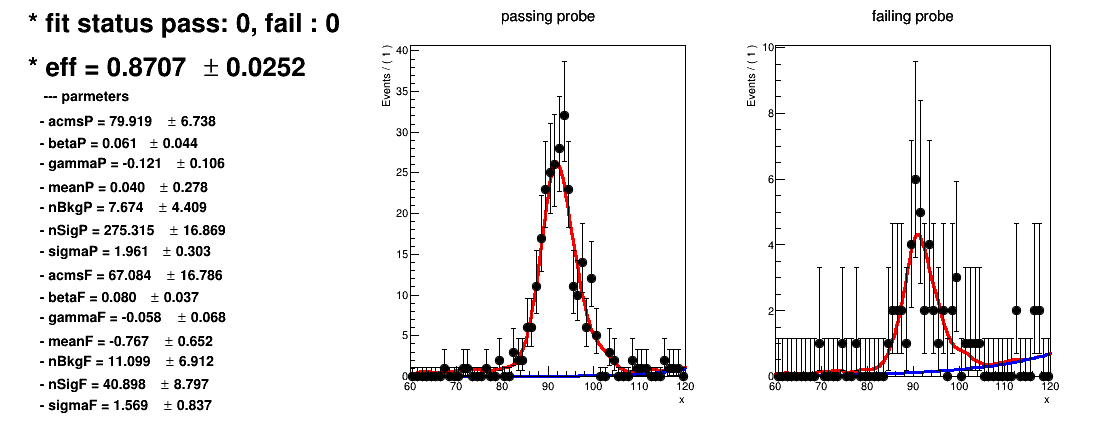 * fit status pass: 0, fail : 0
* eff = 0.8707 ± 0.0252
--- parmeters
- acmsP = 79.919 ± 6.738
- betaP = 0.061 ± 0.044
- gammaP = -0.121 ± 0.106
- meanP = 0.040 ± 0.278
- nBkgP = 7.674 ± 4.409
- nSigP = 275.315 ± 16.869
- sigmaP = 1.961 ± 0.303
- acmsF = 67.084 ± 16.786
- betaF = 0.080 ± 0.037
- gammaF = -0.058 ± 0.068
- meanF = -0.767 ± 0.652
- nBkgF = 11.099 ± 6.912
- nSigF = 40.898 ± 8.797
- sigmaF = 1.569 ± 0.837
passing probe
Events / ( 1 )
40
35
30
25
20
15
10
5
0
60 70 80 90 100 110 120
x
failing probe
Events / ( 1 )
10
8
6
4
2
0
60 70 80 90 100 110 120
x